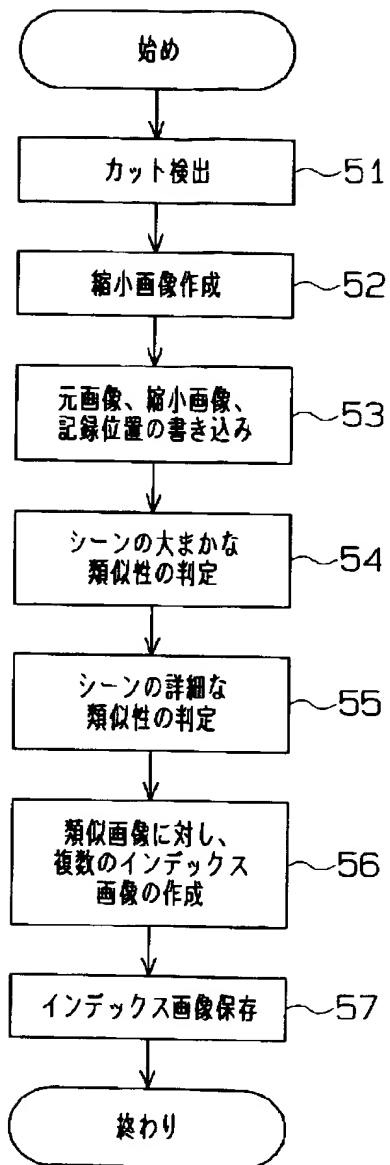 始め
カット検出
51
縮小画像作成
52
元画像、縮小画像、
記録位置の書き込み
53
シーンの大まかな
類似性の判定
54
シーンの詳細な
類似性の判定
55
類似画像に対し、
複数のインデックス
画像の作成
56
インデックス画像保存
57
終わり